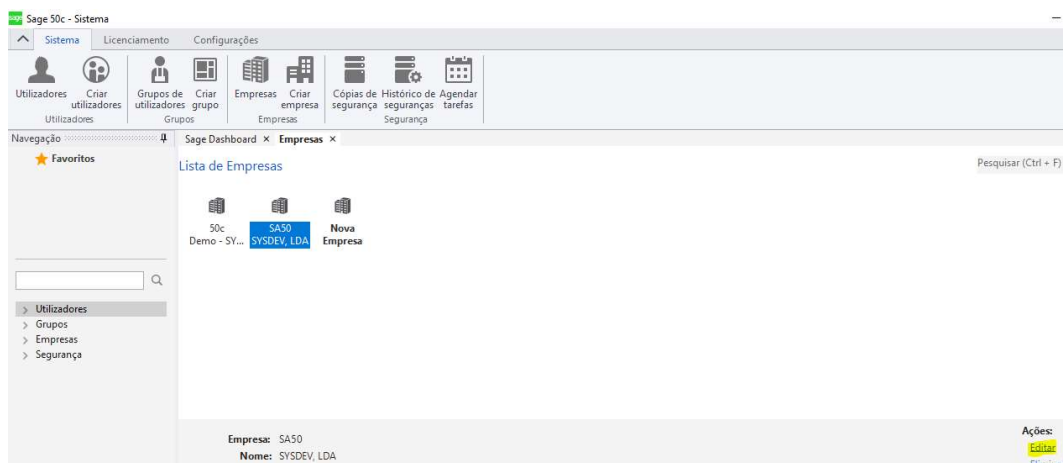 sage Sage 50c - Sistema
Sistema Licenciamento Configurações
Utilizadores Criar utilizadores Grupos de utilizadores Criar grupo Empresas Criar empresa Cópias de segurança Histórico de seguranças Agendar tarefas
Utilizadores Grupos Empresas Segurança
Navegação Sage Dashboard × Empresas ×
Favoritos
Lista de Empresas Pesquisar (Ctrl + F)
50c SA50 Nova
Demo - SY... SYSDEV, LDA Empresa
Utilizadores
Grupos
Empresas
Segurança
Ações:
Empresa: SA50
Editar
Nome: SYSDEV, LDA